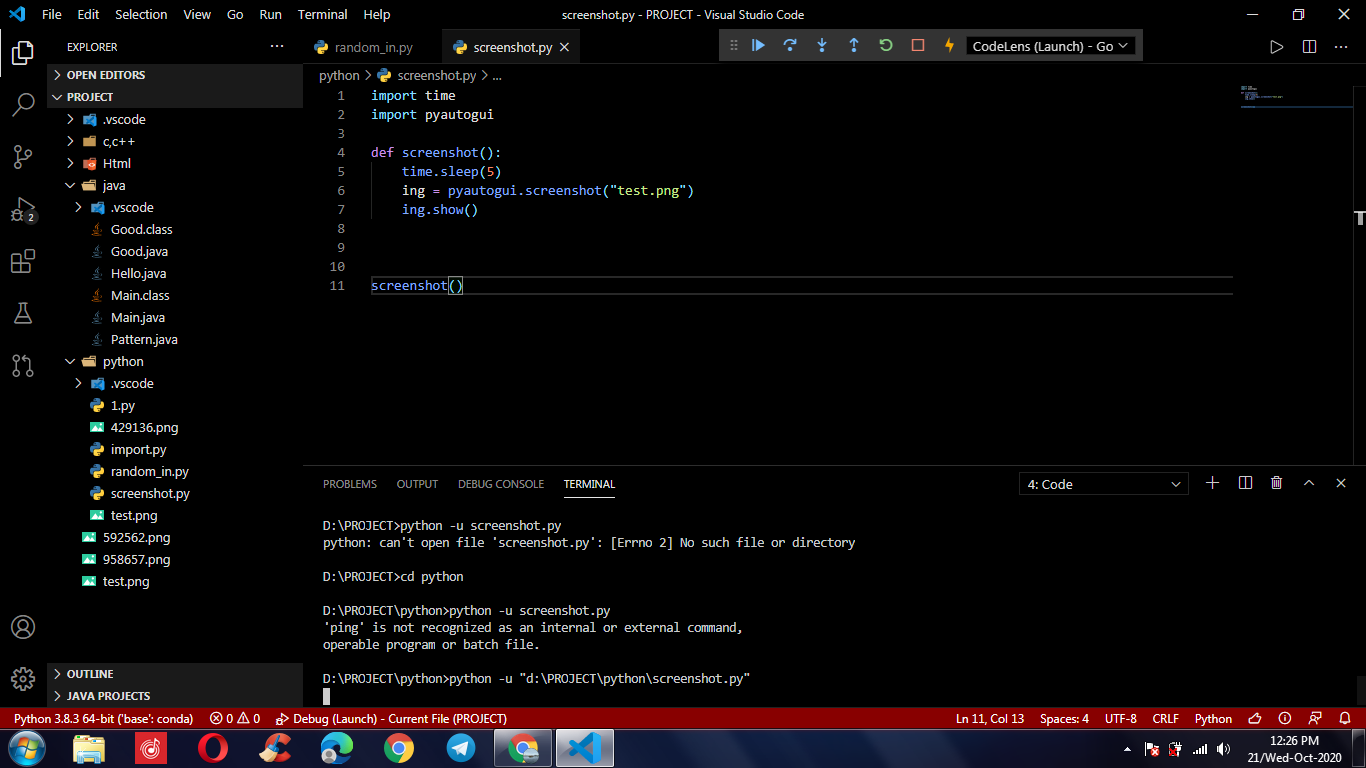 File Edit Selection View Go Run Terminal Help
screenshot.py - PROJECT - Visual Studio Code
EXPLORER
random_in.py
screenshot.py
CodeLens (Launch) - Go
OPEN EDITORS
PROJECT
.vscode
c,c++
Html
java
.vscode
Good.class
Good.java
Hello.java
Main.class
Main.java
Pattern.java
python
.vscode
1.py
429136.png
import.py
random_in.py
screenshot.py
test.png
592562.png
958657.png
test.png
OUTLINE
JAVA PROJECTS
2
python > screenshot.py > ...
1 import time
2 import pyautogui
3
4 def screenshot():
5 time.sleep(5)
6 ing = pyautogui.screenshot("test.png")
7 ing.show()
8
9
10
11 screenshot()
PROBLEMS OUTPUT DEBUG CONSOLE TERMINAL
4: Code
D:\PROJECT>python -u screenshot.py
python: can't open file 'screenshot.py': [Errno 2] No such file or directory
D:\PROJECT>cd python
D:\PROJECT\python>python -u screenshot.py
'ping' is not recognized as an internal or external command,
operable program or batch file.
D:\PROJECT\python>python -u "d:\PROJECT\python\screenshot.py"
Python 3.8.3 64-bit ('base': conda) 0 0 Debug (Launch) - Current File (PROJECT)
Ln 11, Col 13 Spaces: 4 UTF-8 CRLF Python
12:26 PM
21/Wed-Oct-2020